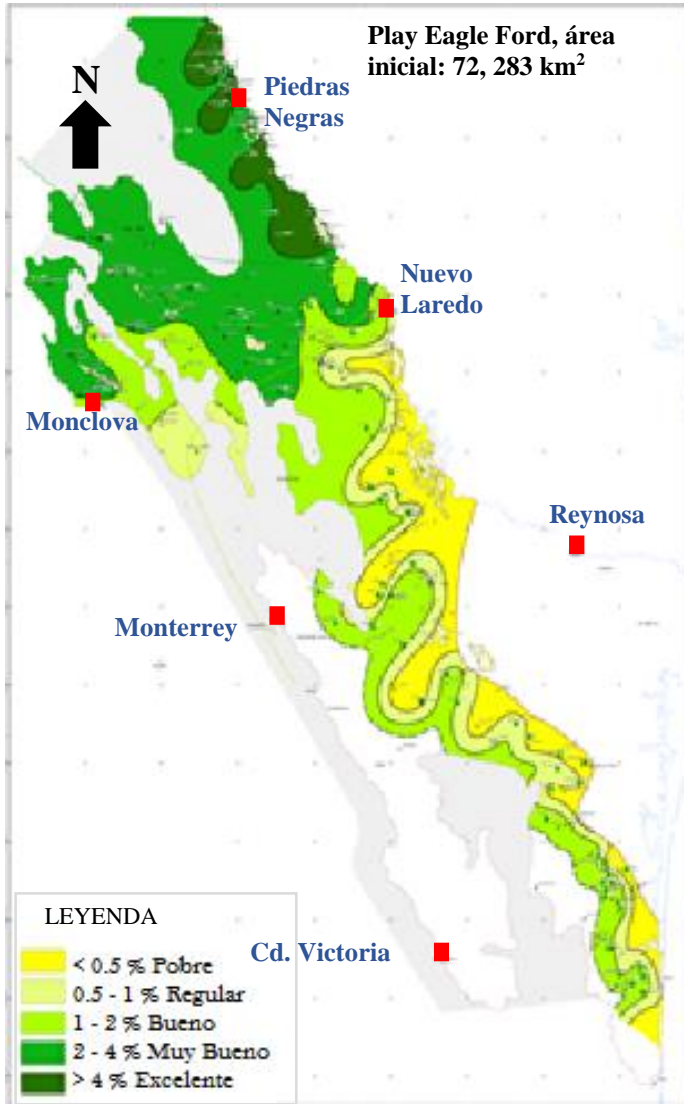 Play Eagle Ford, área
inicial: 72, 283 km²
N
Piedras
Negras
Nuevo
Laredo
Monclova
Reynosa
Monterrey
LEYENDA
< 0.5 % Pobre
0.5 - 1 % Regular
1 - 2 % Bueno
2 - 4 % Muy Bueno
> 4 % Excelente
Cd. Victoria